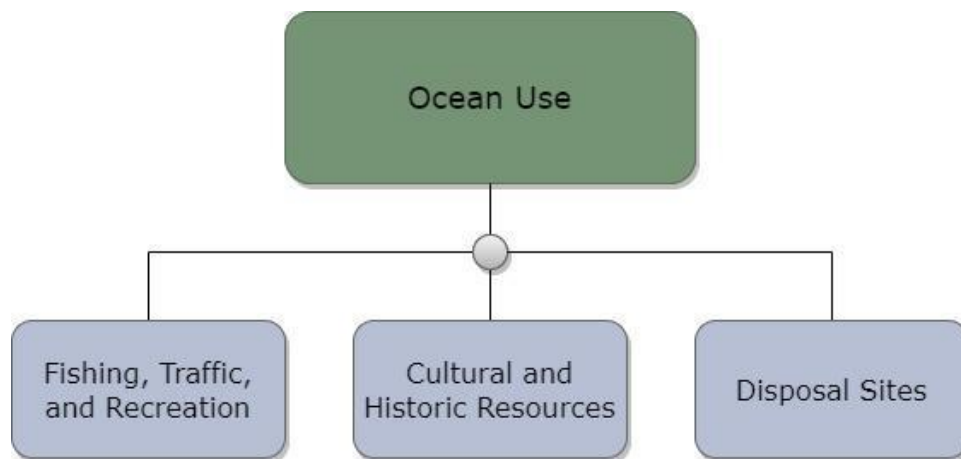 Ocean Use
Fishing, Traffic,
and Recreation
Cultural and
Historic Resources
Disposal Sites